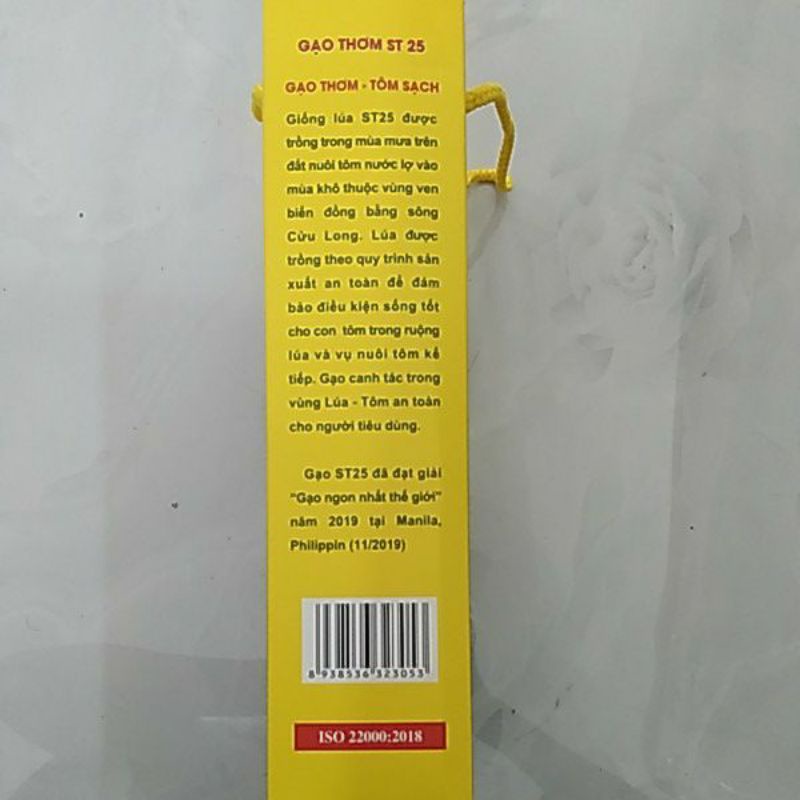 GẠO THƠM ST 25
GẠO THƠM - TÔM SẠCH
Giống lúa ST25 được
trồng trong mùa mưa trên
đất nuôi tôm nước lợ vào
mùa khô thuộc vùng ven
biển đồng bằng sông
Cửu Long. Lúa được
trồng theo quy trình sản
xuất an toàn để đảm
bảo điều kiện sống tốt
cho con tôm trong ruộng
lúa và vụ nuôi tôm kế
tiếp. Gạo canh tác trong
vùng Lúa - Tôm an toàn
cho người tiêu dùng.
Gạo ST25 đã đạt giải
"Gạo ngon nhất thế giới"
năm 2019 tại Manila,
Philippin (11/2019)
8 938536 323053
ISO 22000:2018